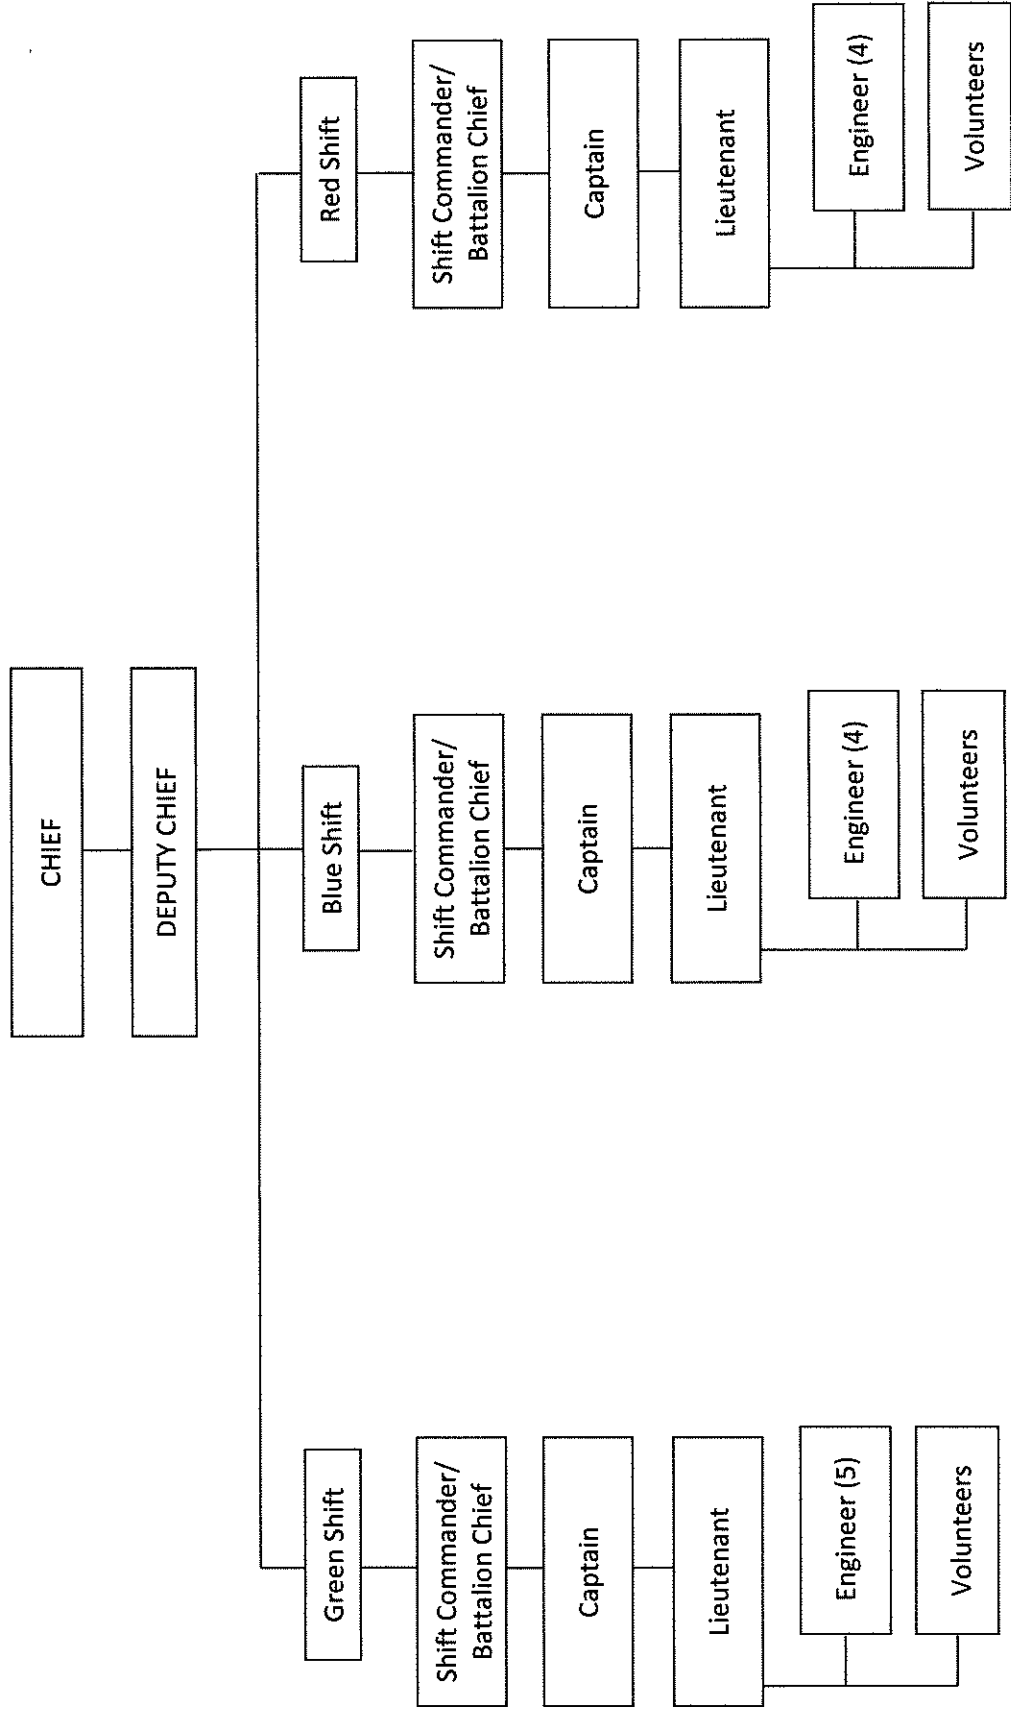 CHIEF
DEPUTY CHIEF
Green Shift
Shift Commander/
Battalion Chief
Captain
Lieutenant
Engineer (5)
Volunteers
Blue Shift
Shift Commander/
Battalion Chief
Captain
Lieutenant
Engineer (4)
Volunteers
Red Shift
Shift Commander/
Battalion Chief
Captain
Lieutenant
Engineer (4)
Volunteers